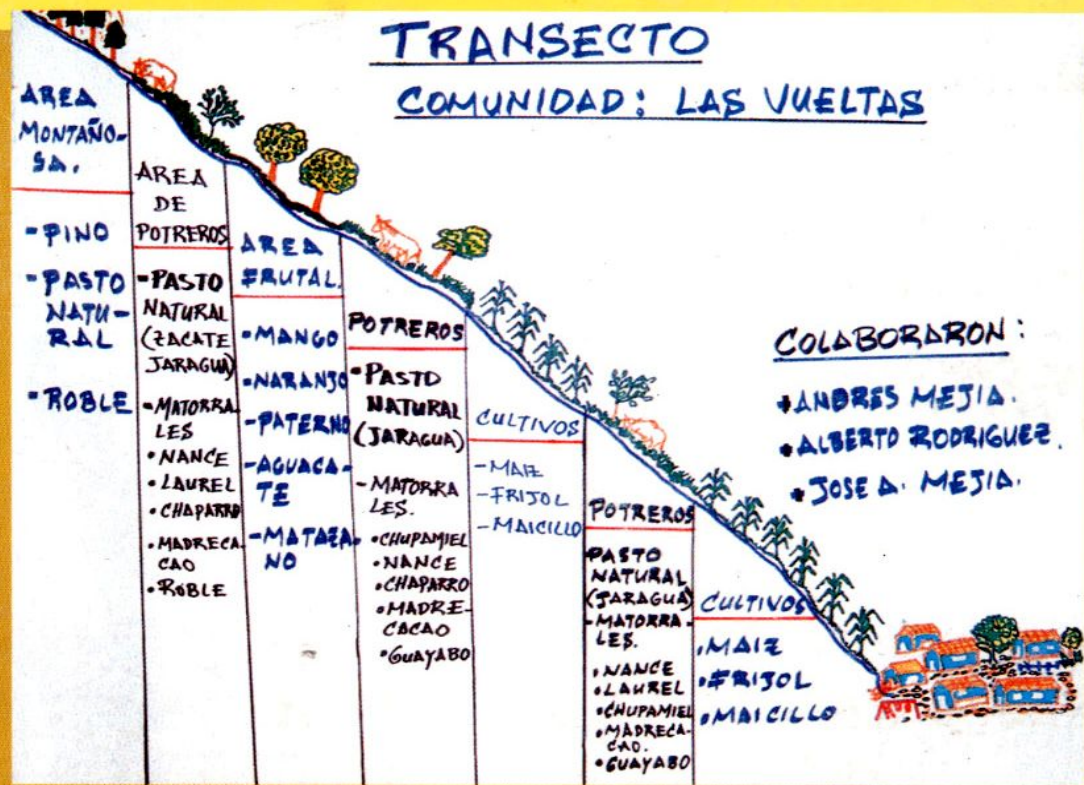 TRANSECTO
COMUNIDAD: LAS VUELTAS
AREA
MONTAÑO-
SA.
-PINO
-PASTO
NATU-
RAL
-ROBLE
AREA
DE
POTREROS
-PASTO
NATURAL
(ZACATE
JARAGUA)
-MATORRA
LES
•NANCE
•LAUREL
•CHAPARRO
•MADRECA-
CAO
•ROBLE
AREA
FRUTAL.
-MANGO
-NARANJO
-PATERNO
-AGUACA-
TE
-MATAZA-
NO
POTREROS
-PASTO
NATURAL
(JARAGUA)
-MATORRA
LES.
•CHUPAMIEL
•NANCE
•CHAPARRO
•MADRE-
CACAO
•GUAYABO
CULTIVOS
-MAIZ
-FRIJOL
-MAICILLO
POTREROS
PASTO
NATURAL
(JARAGUA)
-MATORRA-
LES.
•NANCE
•LAUREL
•CHUPAMIEL
•MADRECA-
CAO.
•GUAYABO
CULTIVOS
•MAIZ
•FRIJOL
•MAICILLO
COLABORARON:
•ANDRES MEJIA.
•ALBERTO RODRIGUEZ.
•JOSE A. MEJIA.